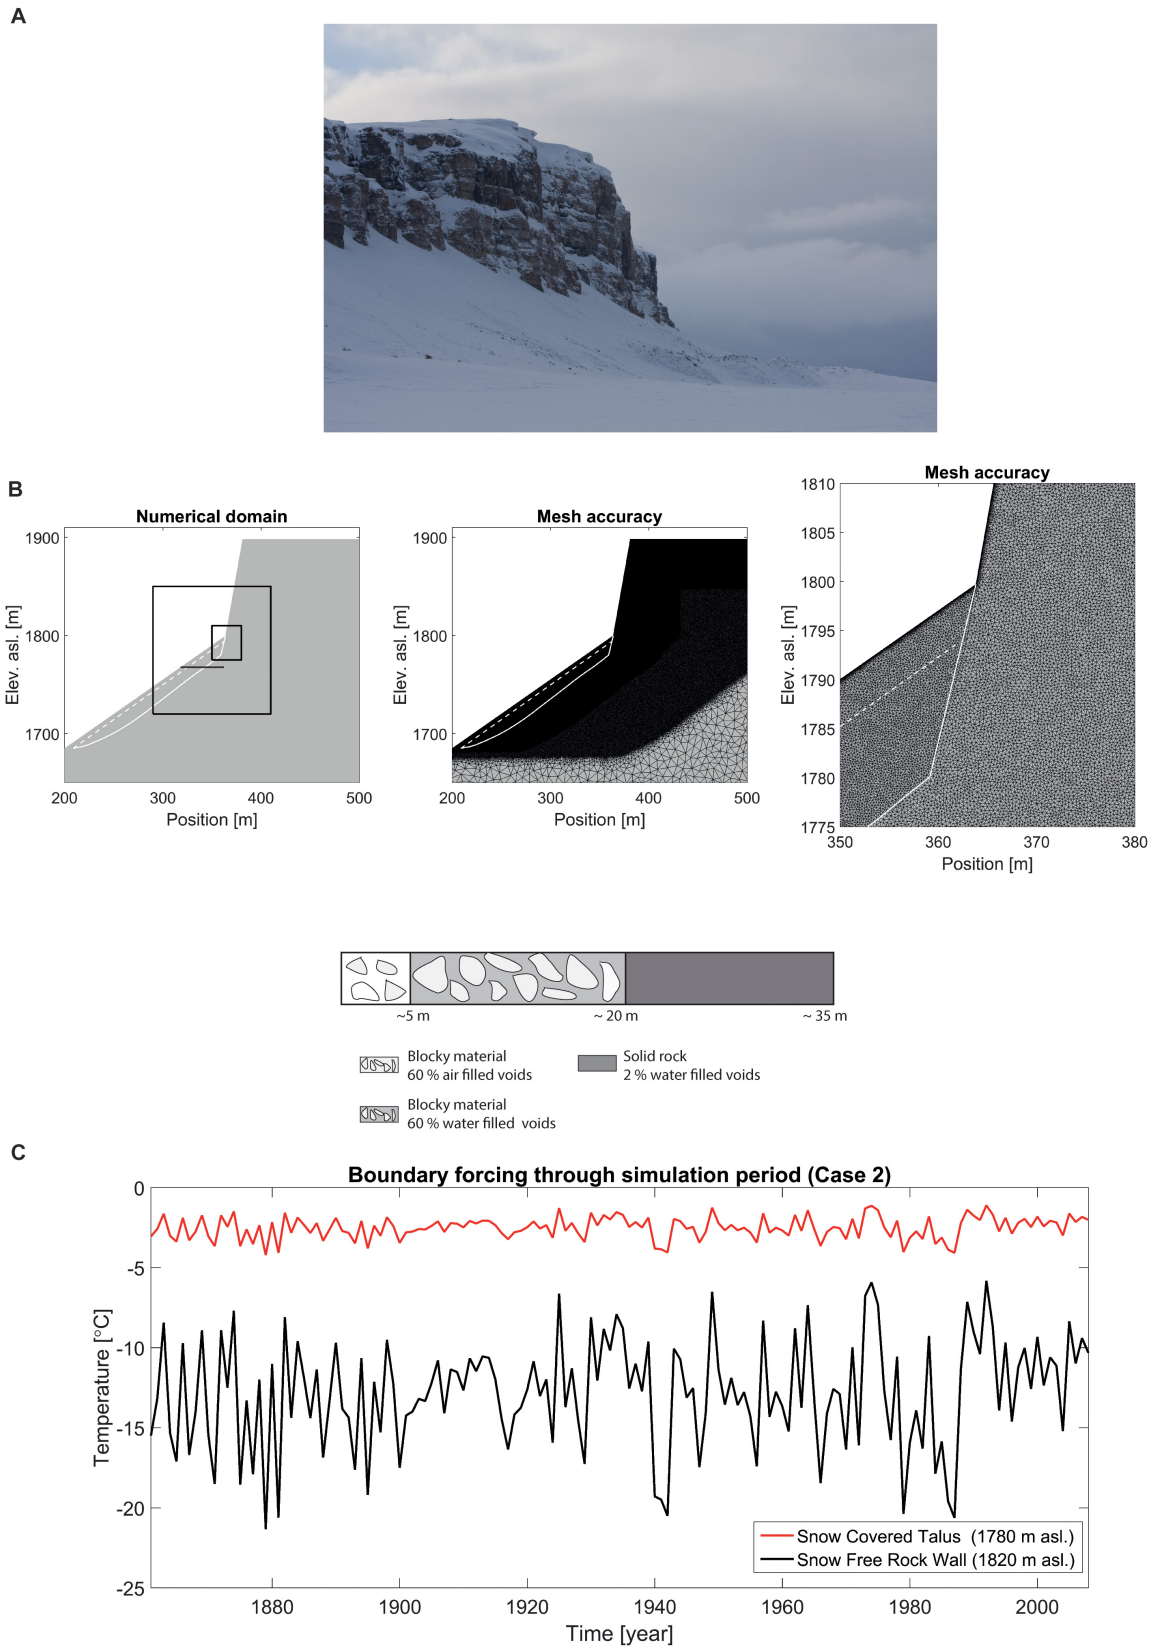 A
B
Numerical domain
1900
1800
1700
Elev. asl. [m]
200 300 400 500
Position [m]
Mesh accuracy
1900
1800
1700
Elev. asl. [m]
200 300 400 500
Position [m]
Mesh accuracy
1810
1805
1800
1795
1790
1785
1780
1775
Elev. asl. [m]
350 360 370 380
Position [m]
~5 m ~ 20 m ~ 35 m
Blocky material
60 % air filled voids
Solid rock
2 % water filled voids
Blocky material
60 % water filled voids
C
Boundary forcing through simulation period (Case 2)
0
-5
-10
-15
-20
-25
Temperature [°C]
Snow Covered Talus (1780 m asl.)
Snow Free Rock Wall (1820 m asl.)
1880 1900 1920 1940 1960 1980 2000
Time [year]